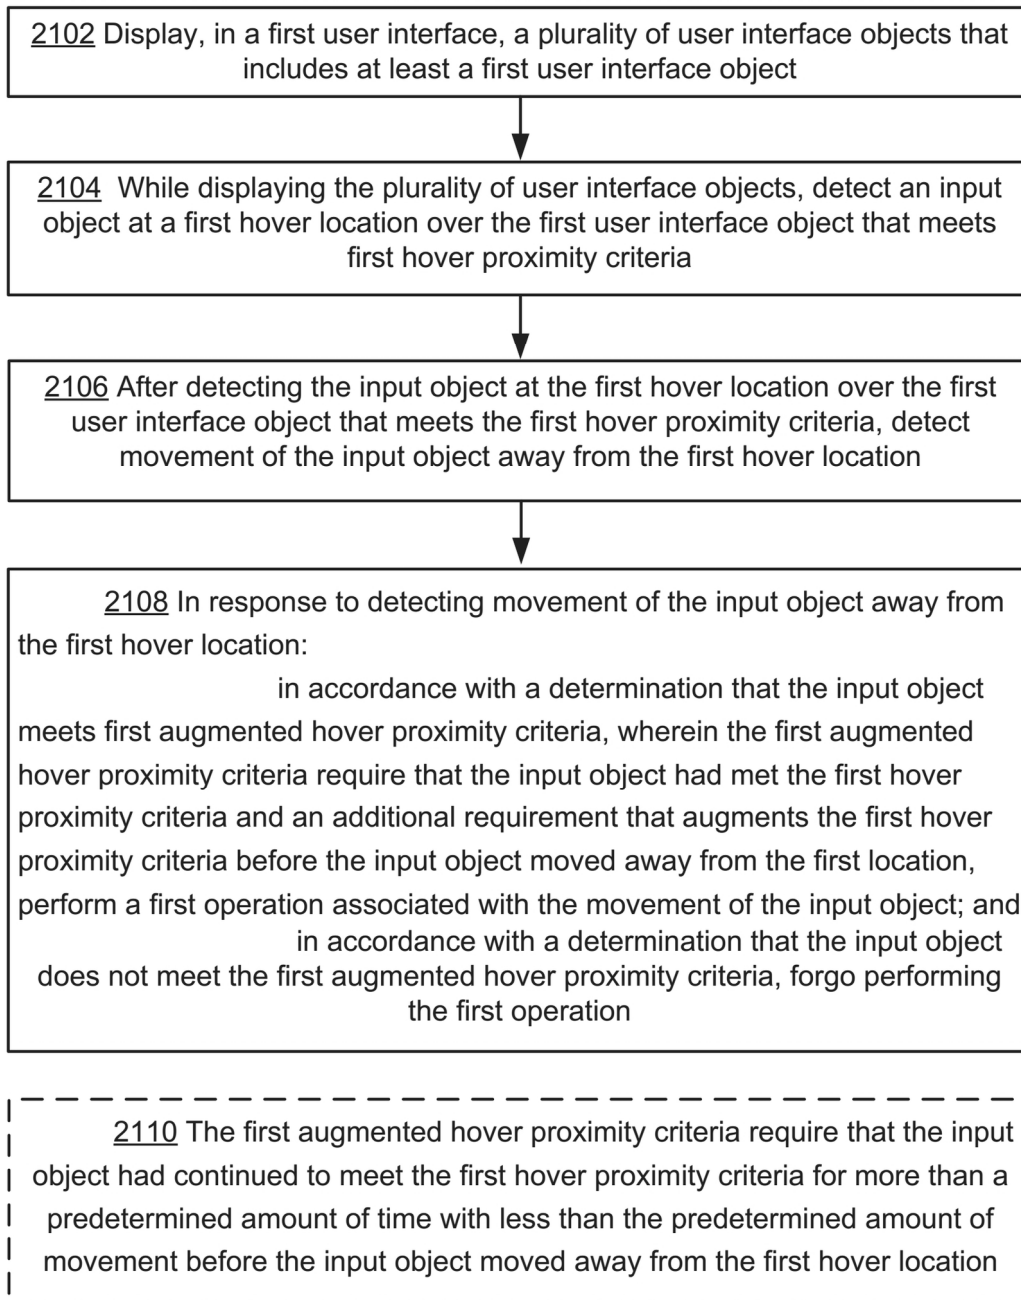 2102 Display, in a first user interface, a plurality of user interface objects that
includes at least a first user interface object
2104 While displaying the plurality of user interface objects, detect an input
object at a first hover location over the first user interface object that meets
first hover proximity criteria
2106 After detecting the input object at the first hover location over the first
user interface object that meets the first hover proximity criteria, detect
movement of the input object away from the first hover location
2108 In response to detecting movement of the input object away from
the first hover location:
in accordance with a determination that the input object
meets first augmented hover proximity criteria, wherein the first augmented
hover proximity criteria require that the input object had met the first hover
proximity criteria and an additional requirement that augments the first hover
proximity criteria before the input object moved away from the first location,
perform a first operation associated with the movement of the input object; and
in accordance with a determination that the input object
does not meet the first augmented hover proximity criteria, forgo performing
the first operation
2110 The first augmented hover proximity criteria require that the input
object had continued to meet the first hover proximity criteria for more than a
predetermined amount of time with less than the predetermined amount of
movement before the input object moved away from the first hover location